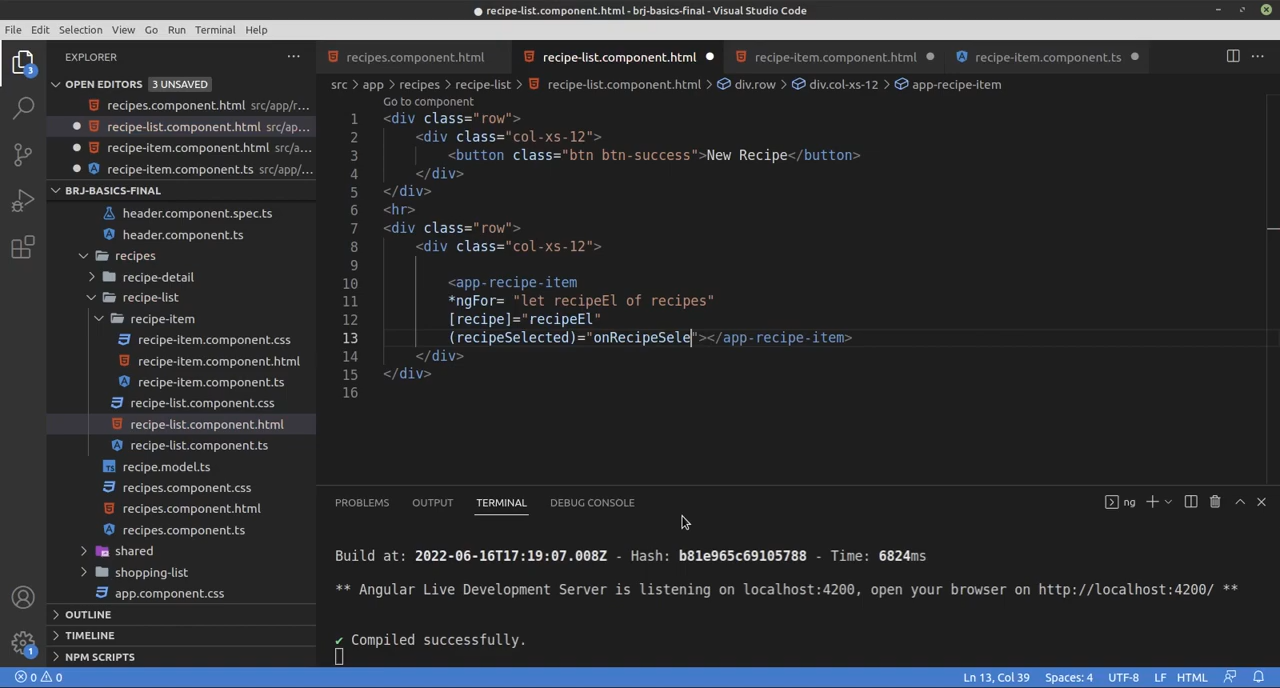 recipe-list.component.html - brj-basics-final - Visual Studio Code
File Edit Selection View Go Run Terminal Help
EXPLORER
OPEN EDITORS 3 UNSAVED
recipes.component.html src/app/r...
recipe-list.component.html src/ap...
recipe-item.component.html src/a...
recipe-item.component.ts src/app/...
BRJ-BASICS-FINAL
header.component.spec.ts
header.component.ts
recipes
recipe-detail
recipe-list
recipe-item
recipe-item.component.css
recipe-item.component.html
recipe-item.component.ts
recipe-list.component.css
recipe-list.component.html
recipe-list.component.ts
recipe.model.ts
recipes.component.css
recipes.component.html
recipes.component.ts
shared
shopping-list
app.component.css
OUTLINE
TIMELINE
NPM SCRIPTS
3
1
recipes.component.html recipe-list.component.html recipe-item.component.html recipe-item.component.ts
src > app > recipes > recipe-list > recipe-list.component.html > div.row > div.col-xs-12 > app-recipe-item
Go to component
1 <div class="row">
2 <div class="col-xs-12">
3 <button class="btn btn-success">New Recipe</button>
4 </div>
5 </div>
6 <hr>
7 <div class="row">
8 <div class="col-xs-12">
9
10 <app-recipe-item
11 *ngFor= "let recipeEl of recipes"
12 [recipe]="recipeEl"
13 (recipeSelected)="onRecipeSele"></app-recipe-item>
14 </div>
15 </div>
16
PROBLEMS OUTPUT TERMINAL DEBUG CONSOLE ng
Build at: 2022-06-16T17:19:07.008Z - Hash: b81e965c69105788 - Time: 6824ms
** Angular Live Development Server is listening on localhost:4200, open your browser on http://localhost:4200/ **
✔ Compiled successfully.
0 0 Ln 13, Col 39 Spaces: 4 UTF-8 LF HTML